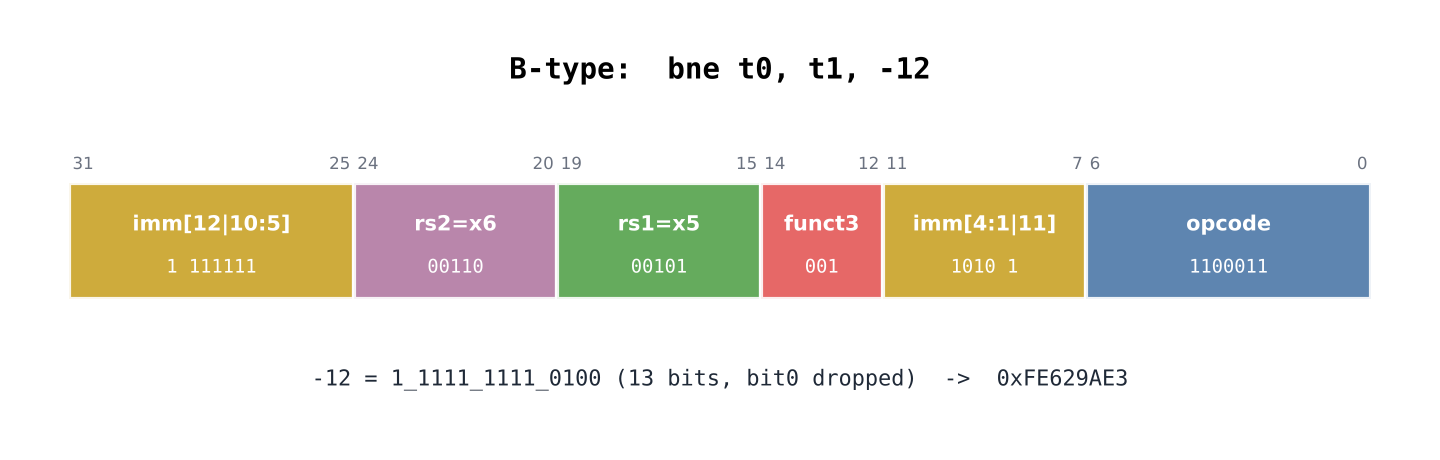 B-type:  bne t0, t1, -12
31 25 24 20 19 15 14 12 11 7 6 0
imm[12|10:5] rs2=x6 rs1=x5 funct3 imm[4:1|11] opcode
1 111111 00110 00101 001 1010 1 1100011
-12 = 1_1111_1111_0100 (13 bits, bit0 dropped)  ->  0xFE629AE3